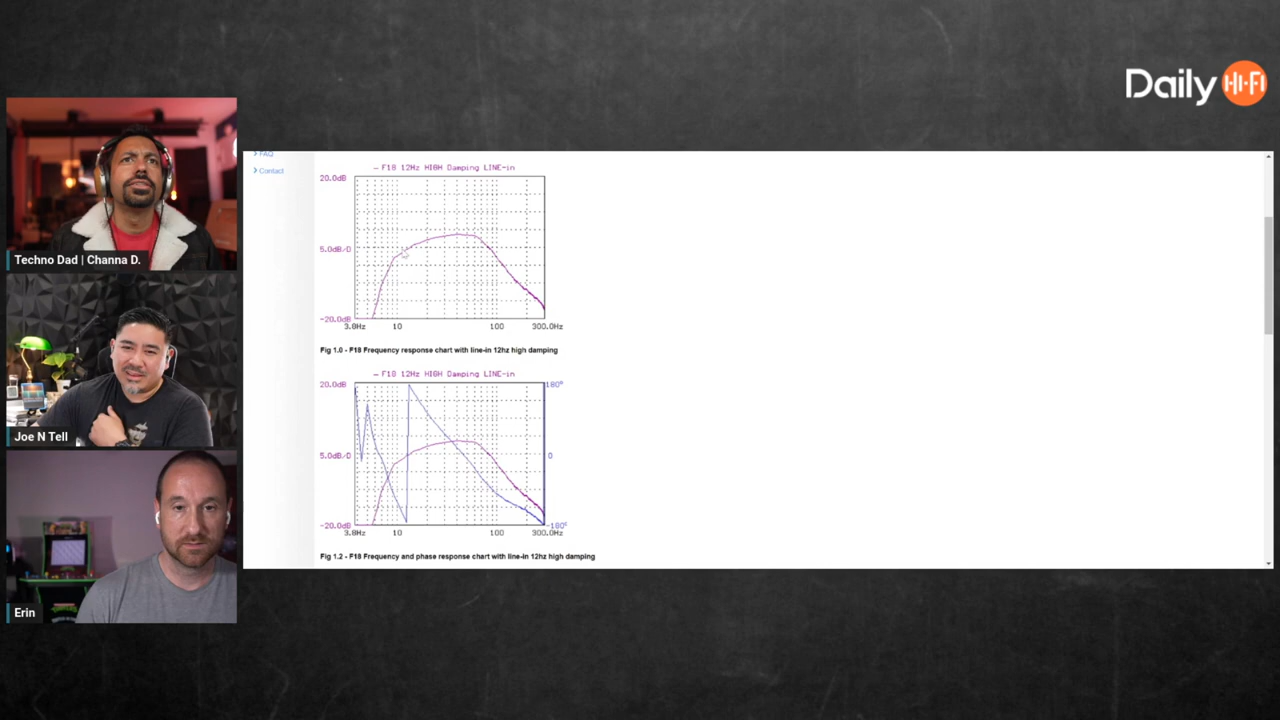 Daily HI-FI
Techno Dad | Channa D.
Joe N Tell
Erin
> FAQ
> Contact
— F18 12Hz HIGH Damping LINE-in
20.0dB
5.0dB/D
-20.0dB
3.8Hz 10 100 300.0Hz
Fig 1.0 - F18 Frequency response chart with line-in 12hz high damping
— F18 12Hz HIGH Damping LINE-in
20.0dB 180°
5.0dB/D 0
-20.0dB -180°
3.8Hz 10 100 300.0Hz
Fig 1.2 - F18 Frequency and phase response chart with line-in 12hz high damping